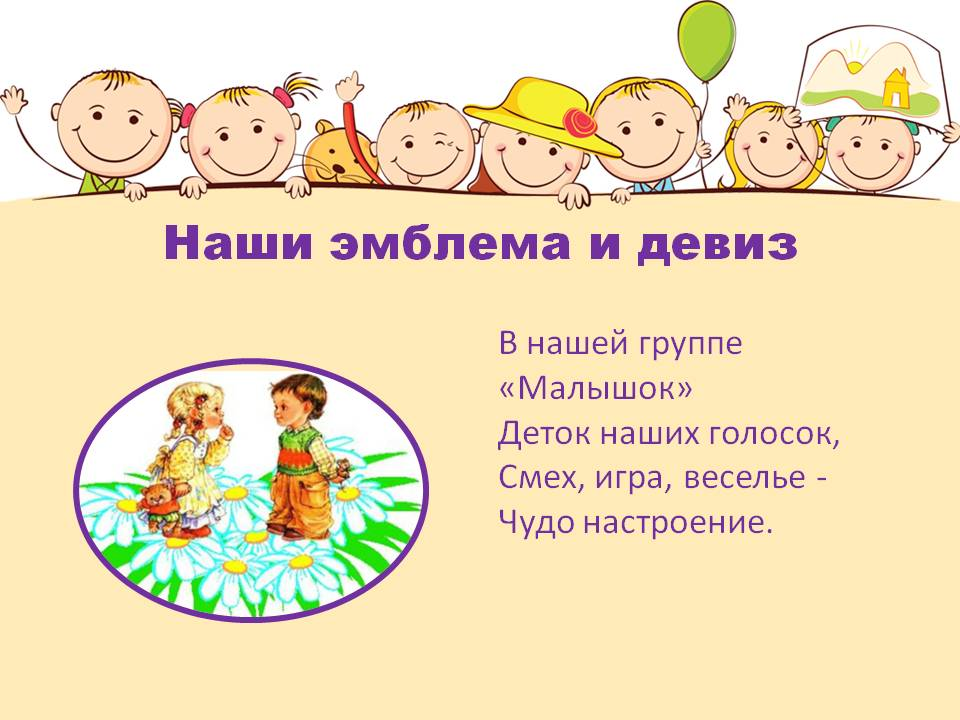 Наши эмблема и девиз
В нашей группе
«Малышок»
Деток наших голосок,
Смех, игра, веселье -
Чудо настроение.